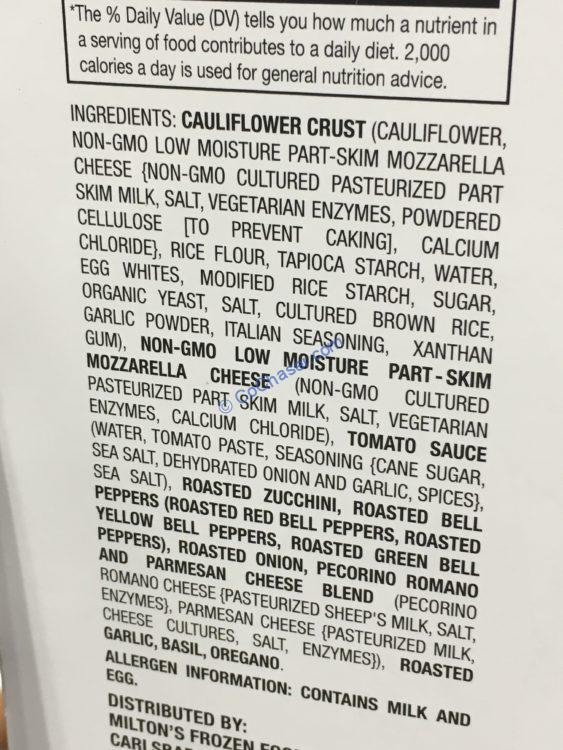 *The % Daily Value (DV) tells you how much a nutrient in
a serving of food contributes to a daily diet. 2,000
calories a day is used for general nutrition advice.
INGREDIENTS: CAULIFLOWER CRUST (CAULIFLOWER,
NON-GMO LOW MOISTURE PART-SKIM MOZZARELLA
CHEESE {NON-GMO CULTURED PASTEURIZED PART
SKIM MILK, SALT, VEGETARIAN ENZYMES, POWDERED
CELLULOSE [TO PREVENT CAKING], CALCIUM
CHLORIDE}, RICE FLOUR, TAPIOCA STARCH, WATER,
EGG WHITES, MODIFIED RICE STARCH, SUGAR,
ORGANIC YEAST, SALT, CULTURED BROWN RICE,
GARLIC POWDER, ITALIAN SEASONING, XANTHAN
GUM), NON-GMO LOW MOISTURE PART-SKIM
MOZZARELLA CHEESE (NON-GMO CULTURED
PASTEURIZED PART SKIM MILK, SALT, VEGETARIAN
ENZYMES, CALCIUM CHLORIDE), TOMATO SAUCE
(WATER, TOMATO PASTE, SEASONING {CANE SUGAR,
SEA SALT, DEHYDRATED ONION AND GARLIC, SPICES},
SEA SALT), ROASTED ZUCCHINI, ROASTED BELL
PEPPERS (ROASTED RED BELL PEPPERS, ROASTED
YELLOW BELL PEPPERS, ROASTED GREEN BELL
PEPPERS), ROASTED ONION, PECORINO ROMANO
AND PARMESAN CHEESE BLEND (PECORINO
ROMANO CHEESE {PASTEURIZED SHEEP'S MILK, SALT,
ENZYMES}, PARMESAN CHEESE {PASTEURIZED MILK,
CHEESE CULTURES, SALT, ENZYMES}), ROASTED
GARLIC, BASIL, OREGANO.
ALLERGEN INFORMATION: CONTAINS MILK AND
EGG.
DISTRIBUTED BY:
MILTON'S FROZEN
© CoChaser.com